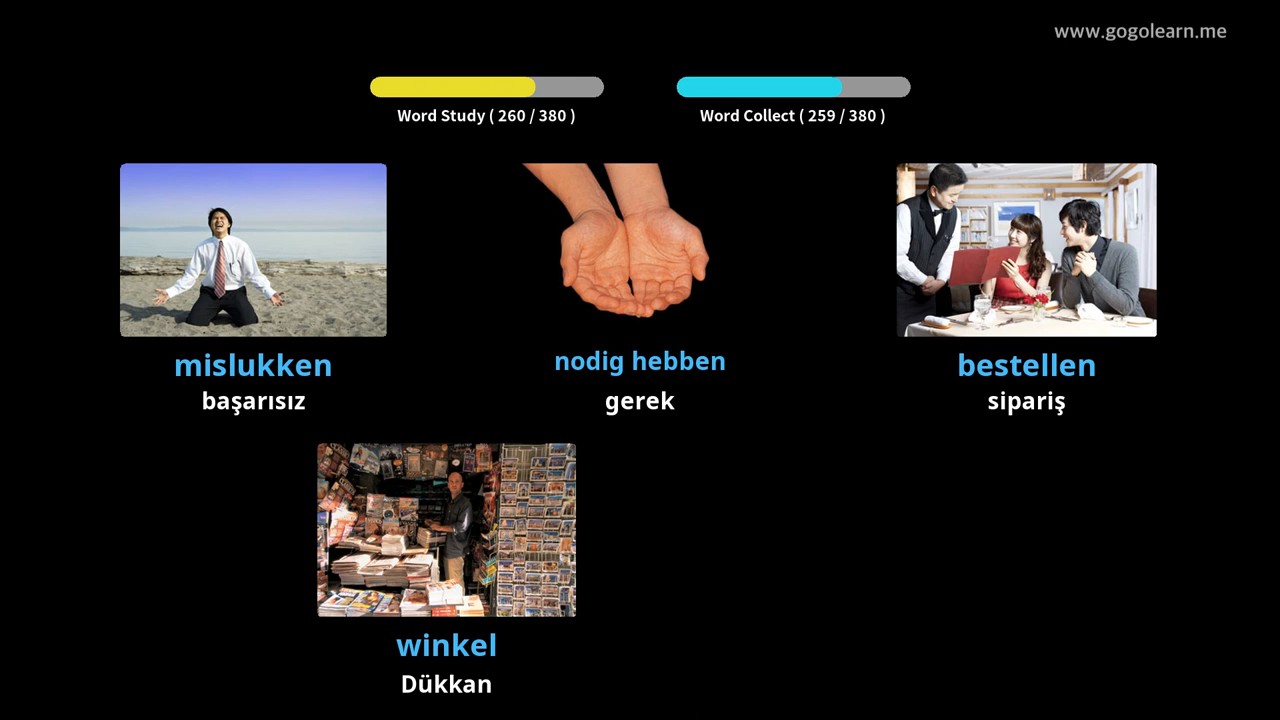 www.gogolearn.me
Word Study ( 260 / 380 )
Word Collect ( 259 / 380 )
mislukken
başarısız
nodig hebben
gerek
bestellen
sipariş
winkel
Dükkan